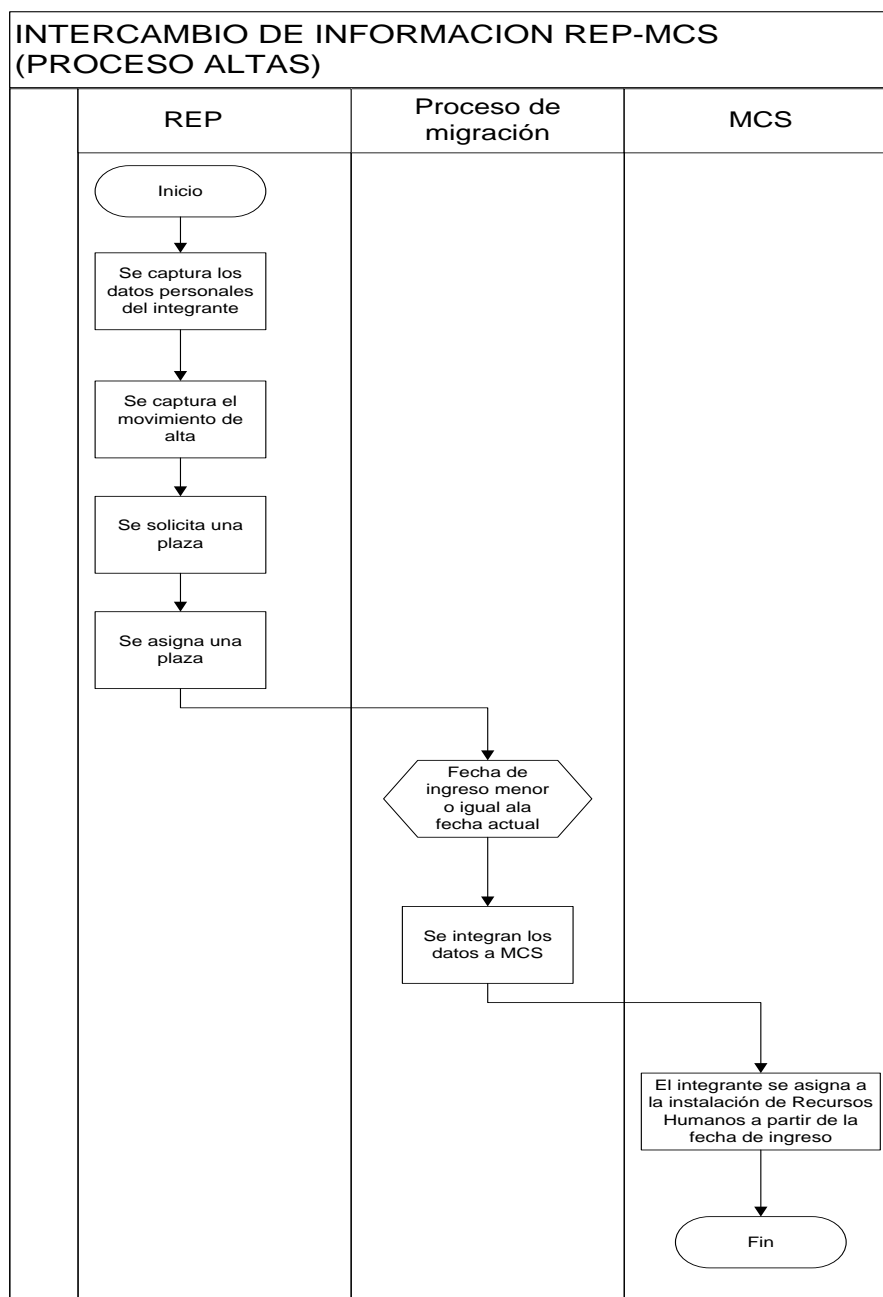 INTERCAMBIO DE INFORMACION REP-MCS
(PROCESO ALTAS)
REP
Proceso de
migración
MCS
Inicio
Se captura los
datos personales
del integrante
Se captura el
movimiento de
alta
Se solicita una
plaza
Se asigna una
plaza
Fecha de
ingreso menor
o igual ala
fecha actual
Se integran los
datos a MCS
El integrante se asigna a
la instalación de Recursos
Humanos a partir de la
fecha de ingreso
Fin